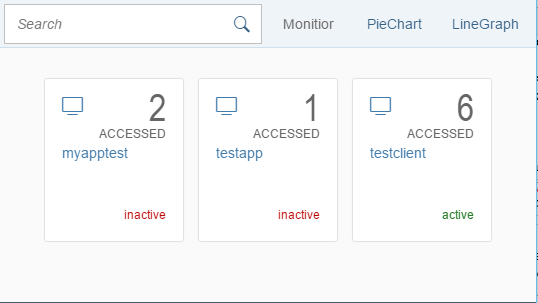 Search Monitior PieChart LineGraph
2 1 6
ACCESSED ACCESSED ACCESSED
myapptest testapp testclient
inactive inactive active